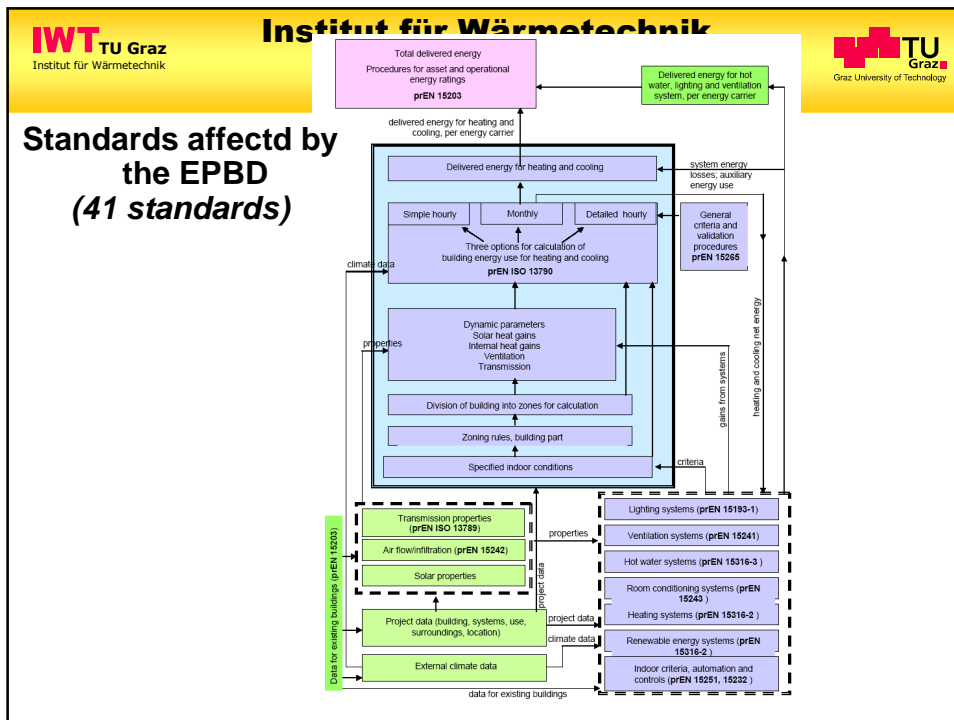 IWT TU Graz
Institut für Wärmetechnik
Institut für Wärmetechnik
TU
Graz
Graz University of Technology
Standards affectd by
the EPBD
(41 standards)
Total delivered energy
Procedures for asset and operational
energy ratings
prEN 15203
Delivered energy for hot
water, lighting and ventilation
system, per energy carrier
delivered energy for heating and
cooling, per energy carrier
Delivered energy for heating and cooling
system energy
losses; auxiliary
energy use
Simple hourly
Monthly
Detailed hourly
Three options for calculation of
building energy use for heating and cooling
prEN ISO 13790
General
criteria and
validation
procedures
prEN 15265
climate data
Dynamic parameters
Solar heat gains
Internal heat gains
Ventilation
Transmission
properties
gains from systems
heating and cooling net energy
Division of building into zones for calculation
Zoning rules, building part
Specified indoor conditions
criteria
Transmission properties
(prEN ISO 13789)
Air flow/infiltration (prEN 15242)
Solar properties
properties
project data
Data for existing buildings (prEN 15203)
Project data (building, systems, use,
surroundings, location)
project data
climate data
External climate data
data for existing buildings
Lighting systems (prEN 15193-1)
Ventilation systems (prEN 15241)
Hot water systems (prEN 15316-3 )
Room conditioning systems (prEN
15243 )
Heating systems (prEN 15316-2 )
Renewable energy systems (prEN
15316-2 )
Indoor criteria, automation and
controls (prEN 15251, 15232 )